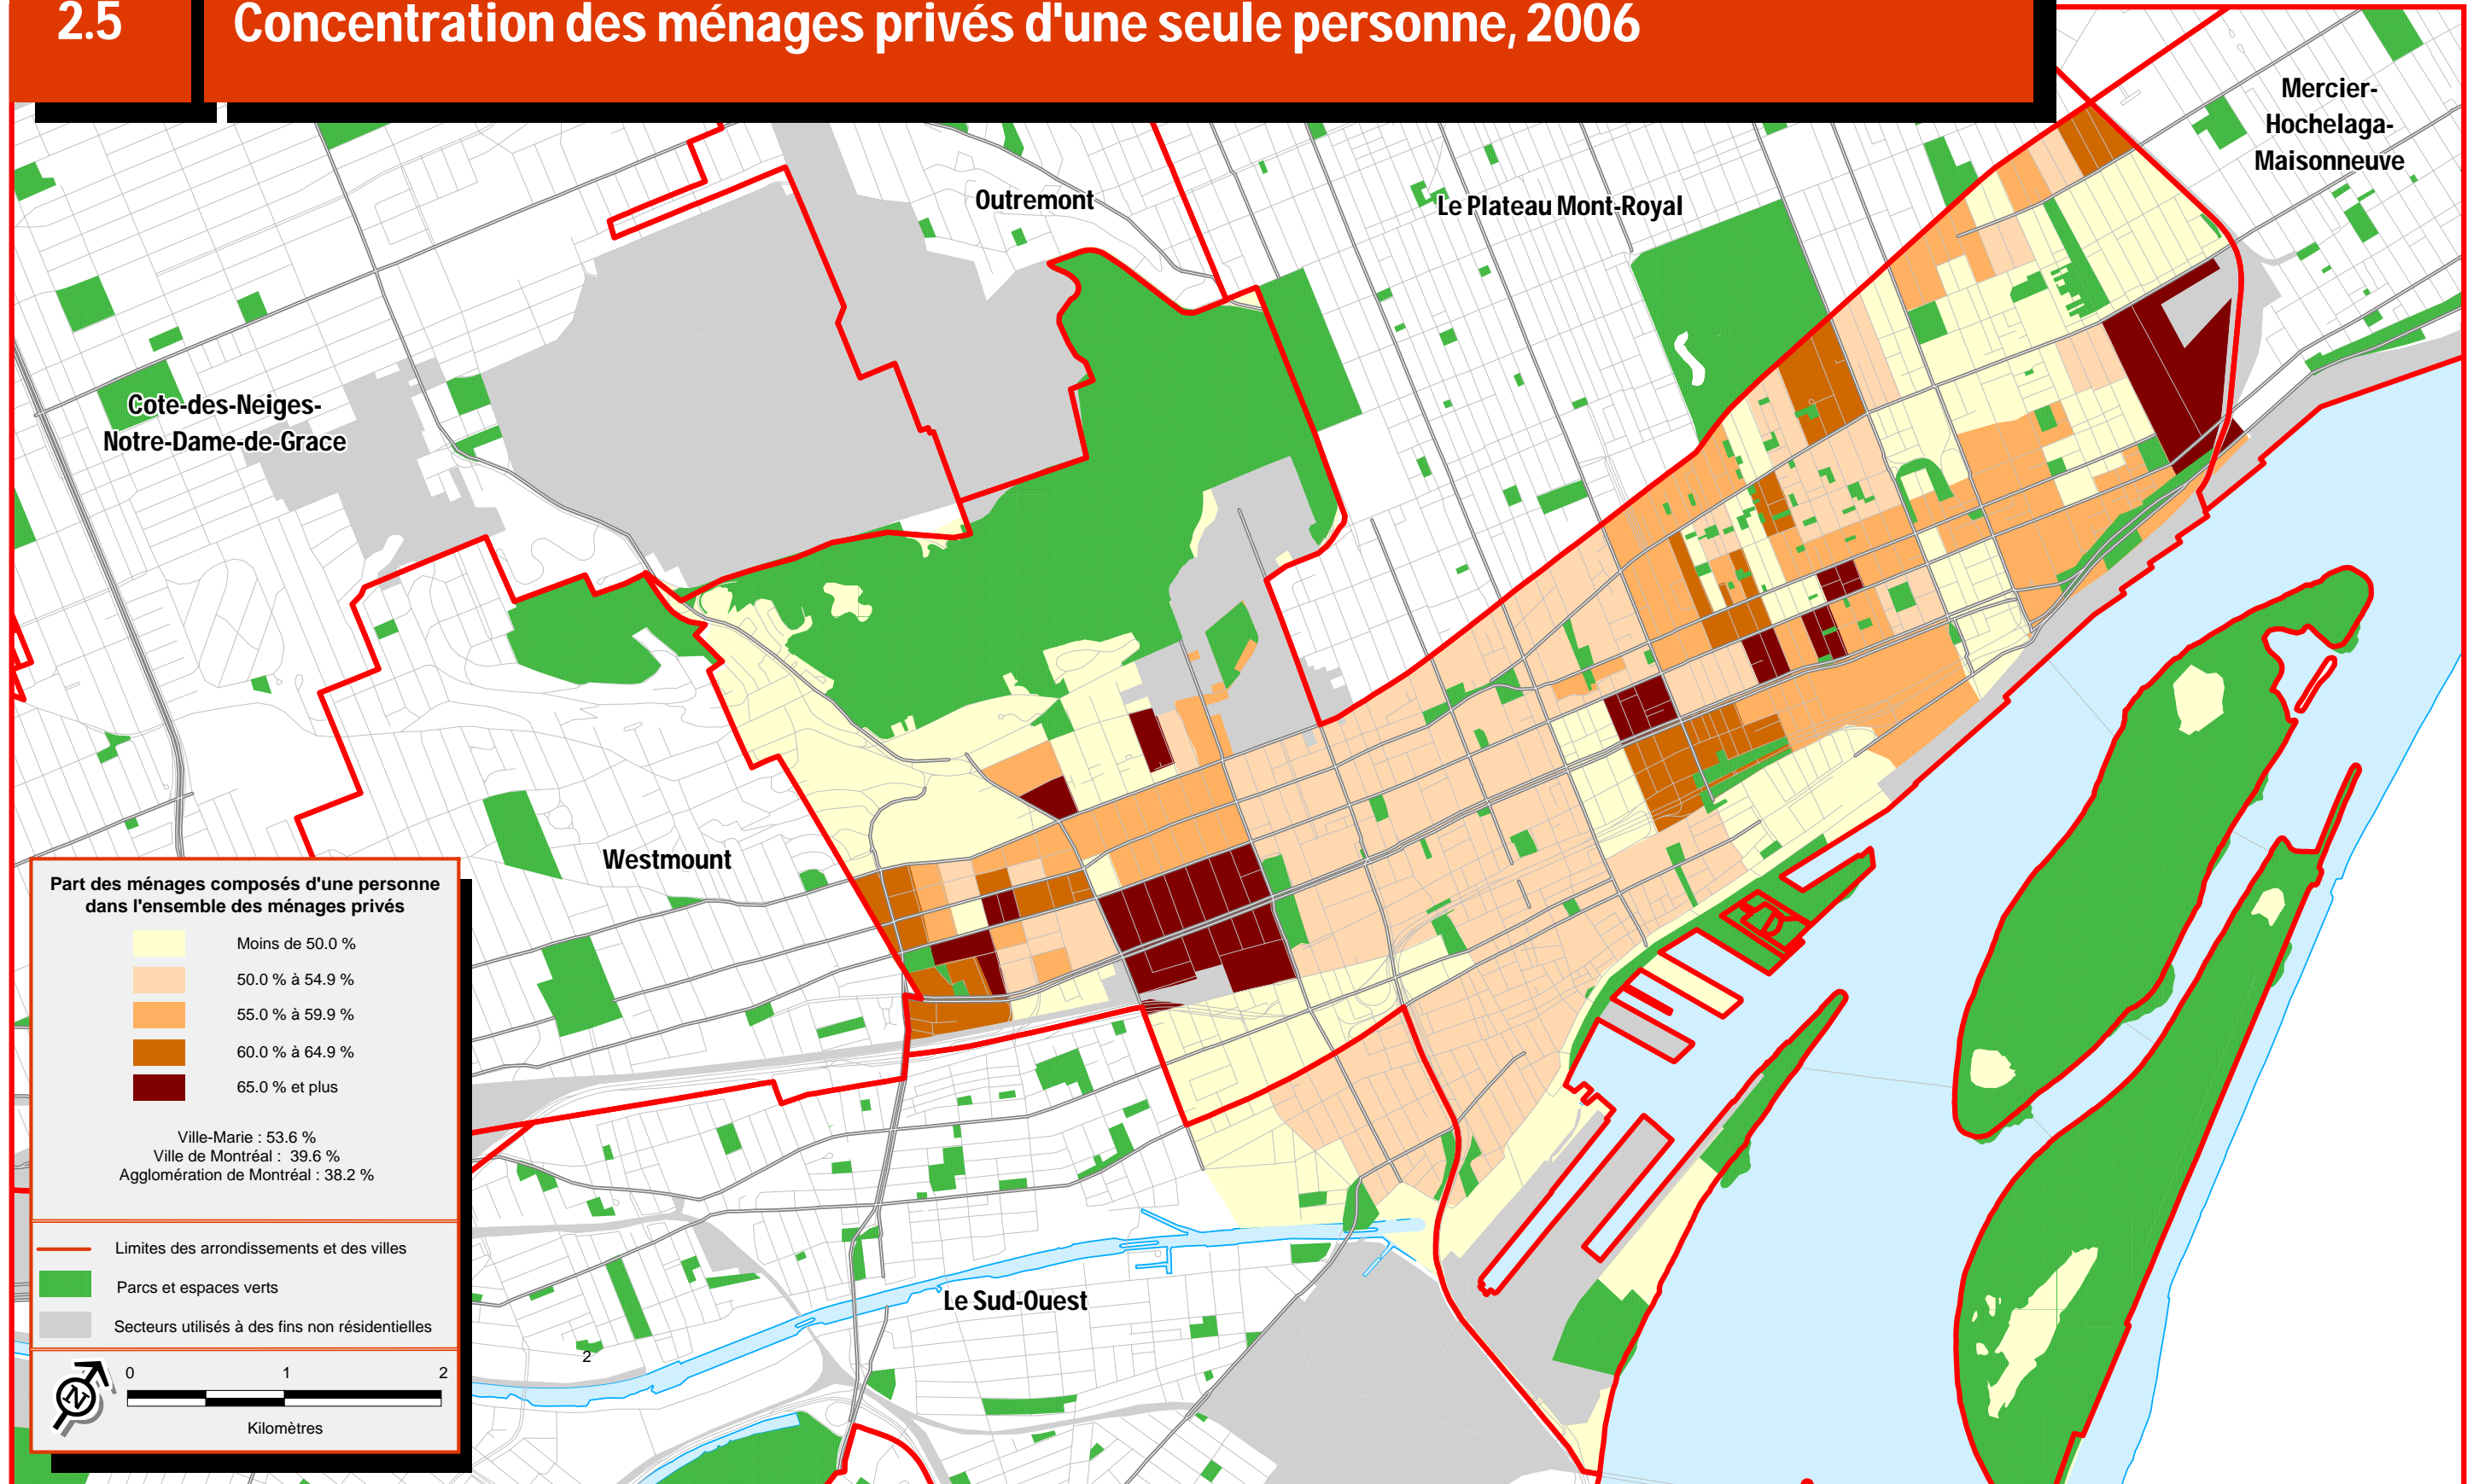 2.5
Concentration des ménages privés d'une seule personne, 2006
Mercier-
Hochelaga-
Maisonneuve
Outremont
Le Plateau Mont-Royal
Cote-des-Neiges-
Notre-Dame-de-Grace
Westmount
Le Sud-Ouest
Part des ménages composés d'une personne
dans l'ensemble des ménages privés
Moins de 50.0 %
50.0 % à 54.9 %
55.0 % à 59.9 %
60.0 % à 64.9 %
65.0 % et plus
Ville-Marie : 53.6 %
Ville de Montréal : 39.6 %
Agglomération de Montréal : 38.2 %
Limites des arrondissements et des villes
Parcs et espaces verts
Secteurs utilisés à des fins non résidentielles
N
0 1 2
Kilomètres
2